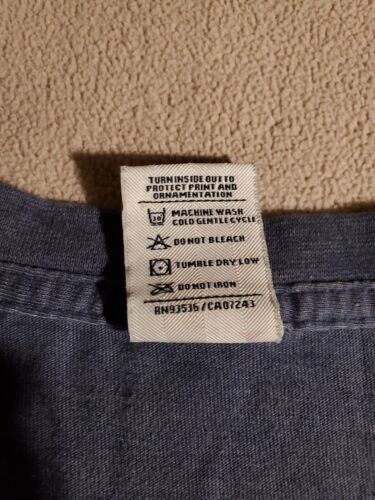 TURN INSIDE OUT TO
PROTECT PRINT AND
ORNAMENTATION
30
MACHINE WASH
COLD GENTLE CYCLE
DO NOT BLEACH
TUMBLE DRY LOW
DO NOT IRON
RN93536/CA07243